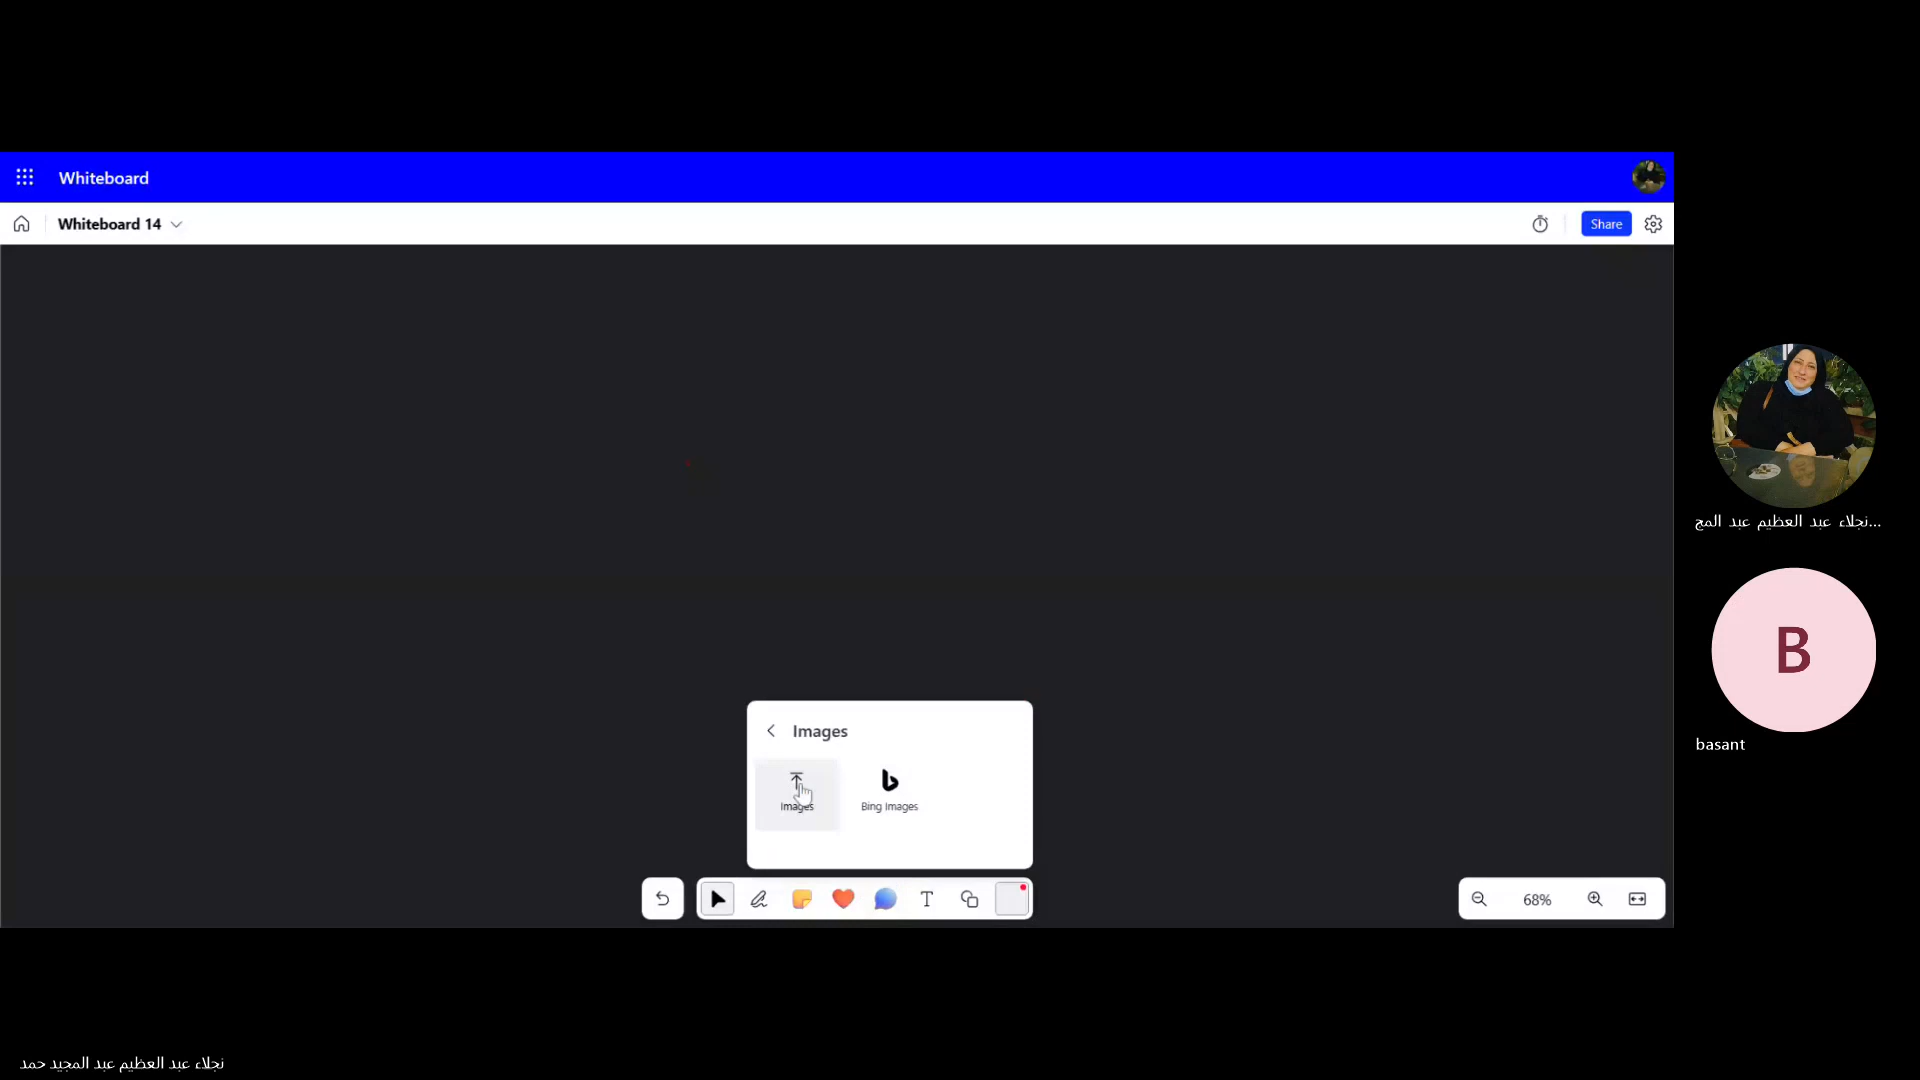 Whiteboard
Whiteboard 14
Share
نجلاء عبد العظيم عبد المج...
B
basant
Images
Images
Bing Images
T
68%
نجلاء عبد العظيم عبد المجيد حمد